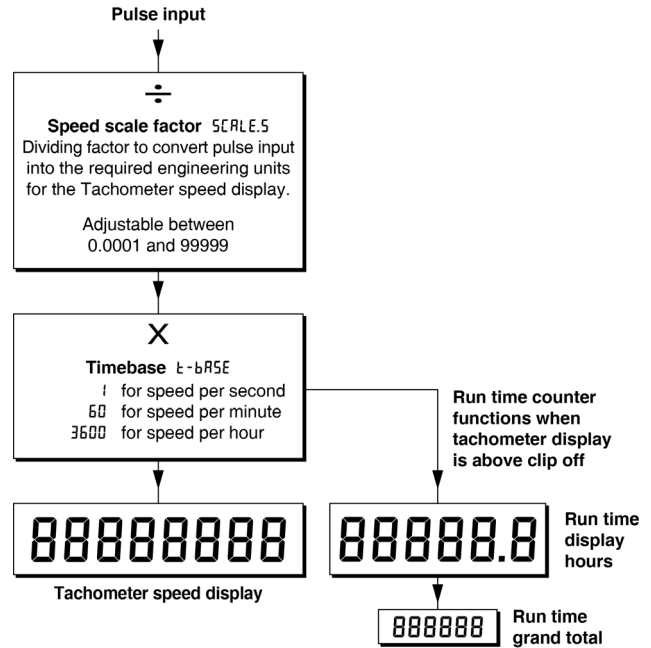 Pulse input
÷
Speed scale factor SCALE.S
Dividing factor to convert pulse input
into the required engineering units
for the Tachometer speed display.
Adjustable between
0.0001 and 99999
X
Timebase t-bASE
1 for speed per second
60 for speed per minute
3600 for speed per hour
Run time counter
functions when
tachometer display
is above clip off
88888888
Tachometer speed display
88888.8
Run time
display
hours
888888
Run time
grand total